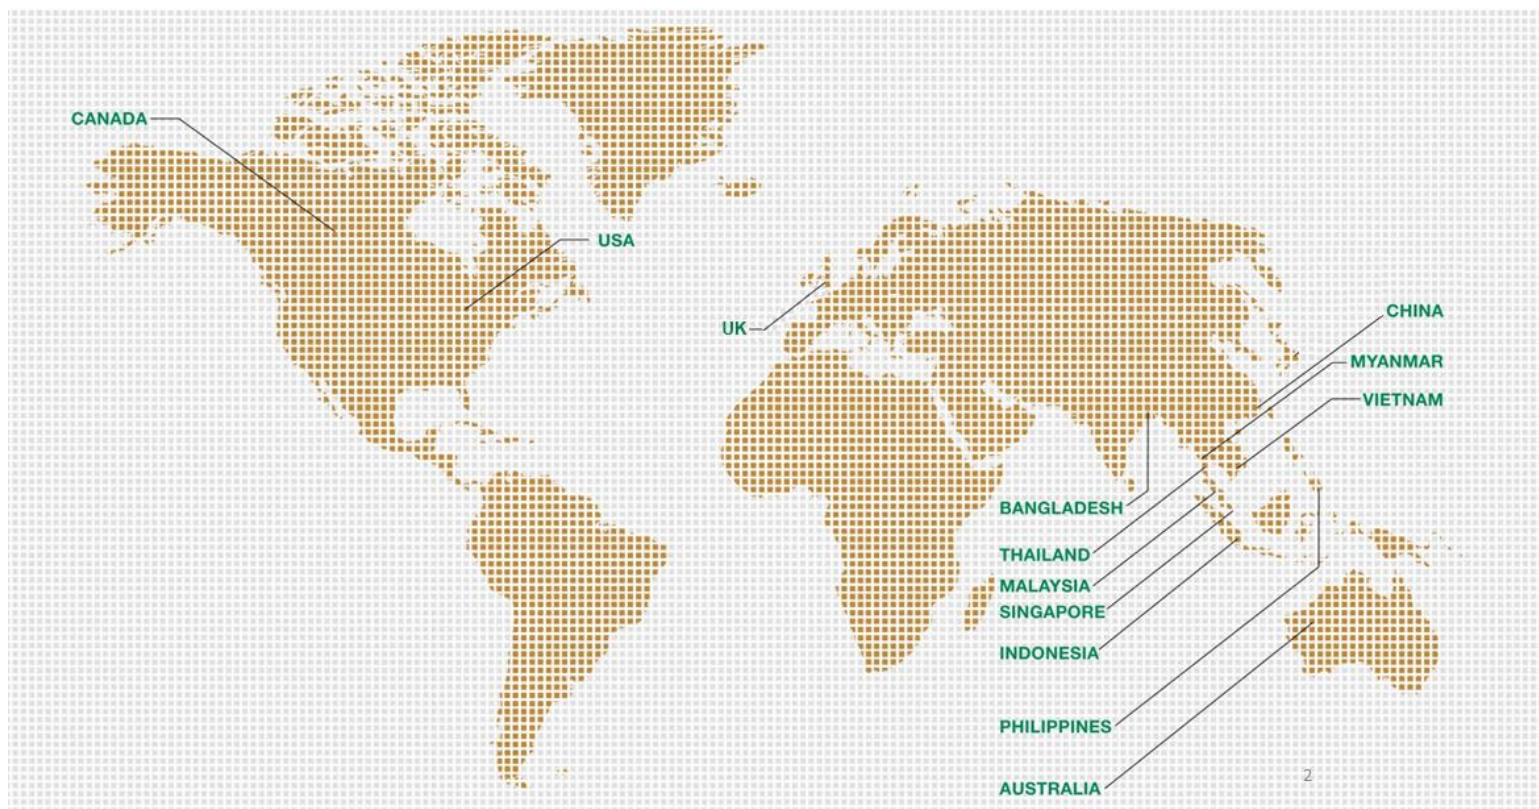 CANADA
USA
UK
CHINA
MYANMAR
VIETNAM
BANGLADESH
THAILAND
MALAYSIA
SINGAPORE
INDONESIA
PHILIPPINES
2
AUSTRALIA